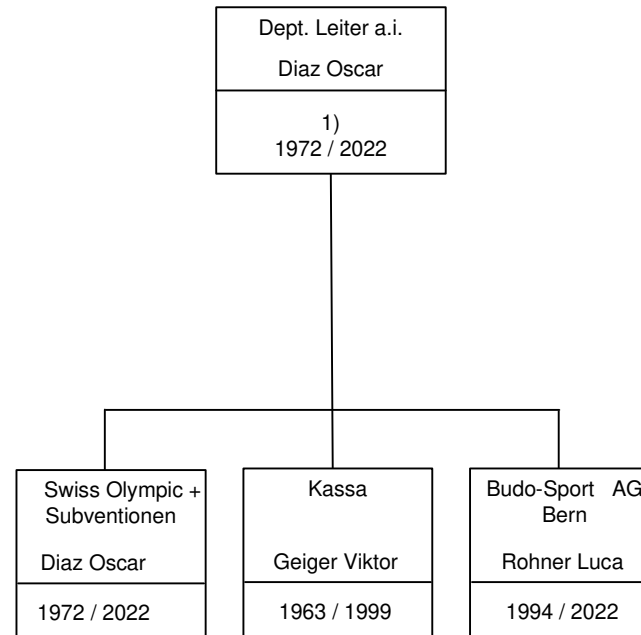 Dept. Leiter a.i.
Diaz Oscar
1)
1972 / 2022
Swiss Olympic +
Subventionen
Diaz Oscar
1972 / 2022
Kassa
Geiger Viktor
1963 / 1999
Budo-Sport AG
Bern
Rohner Luca
1994 / 2022